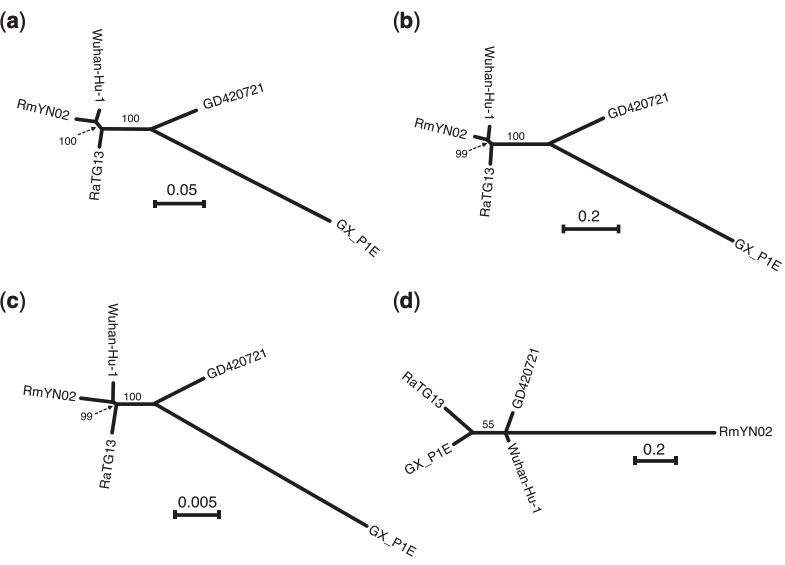 (a)
Wuhan-Hu-1
RmYN02
100
100
GD420721
RaTG13
0.05
GX_P1E
(b)
Wuhan-Hu-1
RmYN02
99
100
GD420721
RaTG13
0.2
GX_P1E
(c)
Wuhan-Hu-1
RmYN02
99
100
GD420721
RaTG13
0.005
GX_P1E
(d)
RaTG13
GD420721
55
RmYN02
GX_P1E
Wuhan-Hu-1
0.2